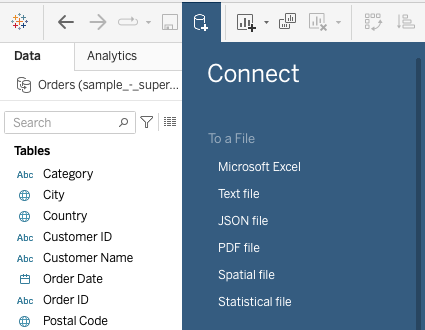 Data
Analytics
Orders (sample_-_super...
Search
Tables
Abc Category
City
Country
Abc Customer ID
Abc Customer Name
Order Date
Abc Order ID
Postal Code
Connect
To a File
Microsoft Excel
Text file
JSON file
PDF file
Spatial file
Statistical file